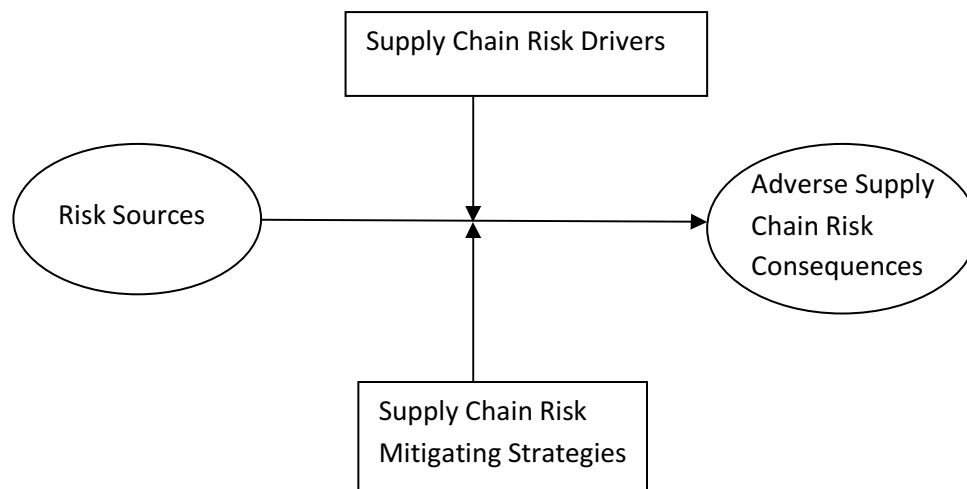 Supply Chain Risk Drivers
Risk Sources
Adverse Supply
Chain Risk
Consequences
Supply Chain Risk
Mitigating Strategies